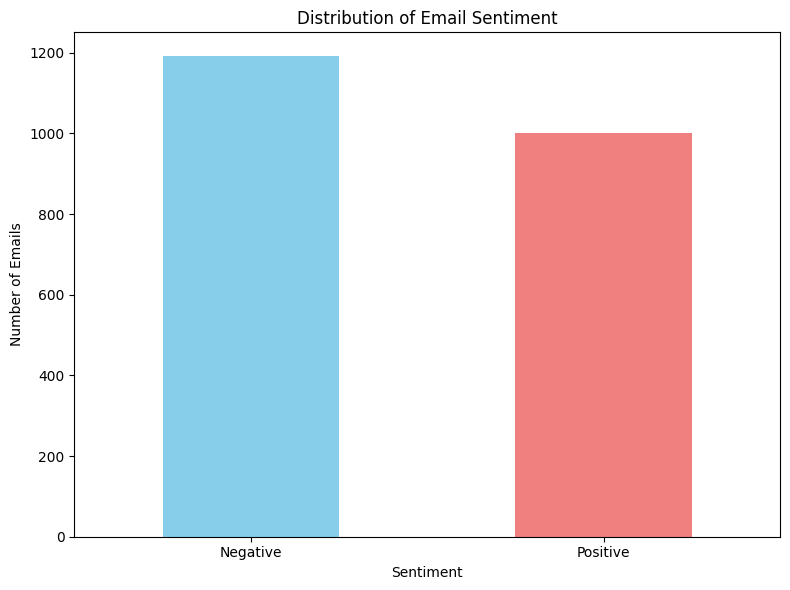 Distribution of Email Sentiment
Number of Emails
1200
1000
800
600
400
200
0
Negative
Positive
Sentiment